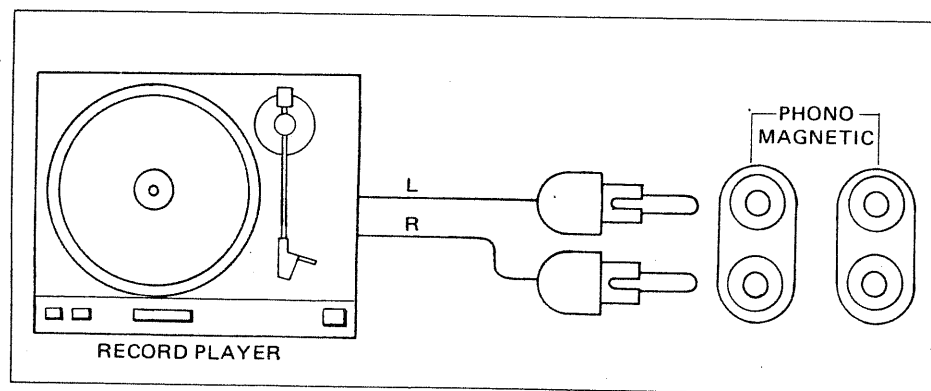 PHONO
MAGNETIC
L
R
RECORD PLAYER